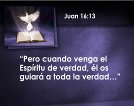 Juan 16:13
"Pero cuando venga el
Espíritu de verdad, él os
guiará a toda la verdad..."